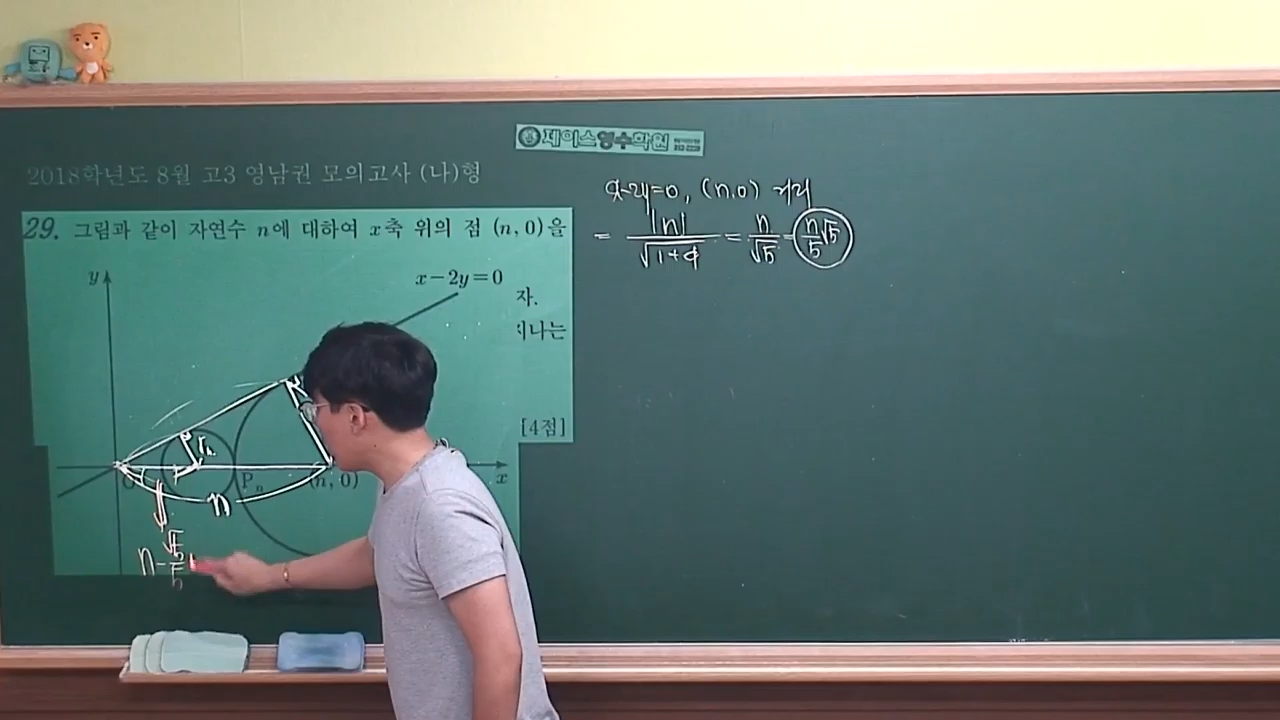 제이스영수학원
2018학년도 8월 고3 영남권 모의고사 (나)형
29. 그림과 같이 자연수 n에 대하여 x축 위의 점 (n, 0)을
자.
나는
[4점]
y
x-2y=0
rₙ
O
Pₙ
(n, 0)
x
n
n-√5/5
x-2y=0, (n,0) 거리
= |n|/√(1+4) = n/√5 = n/5 √5